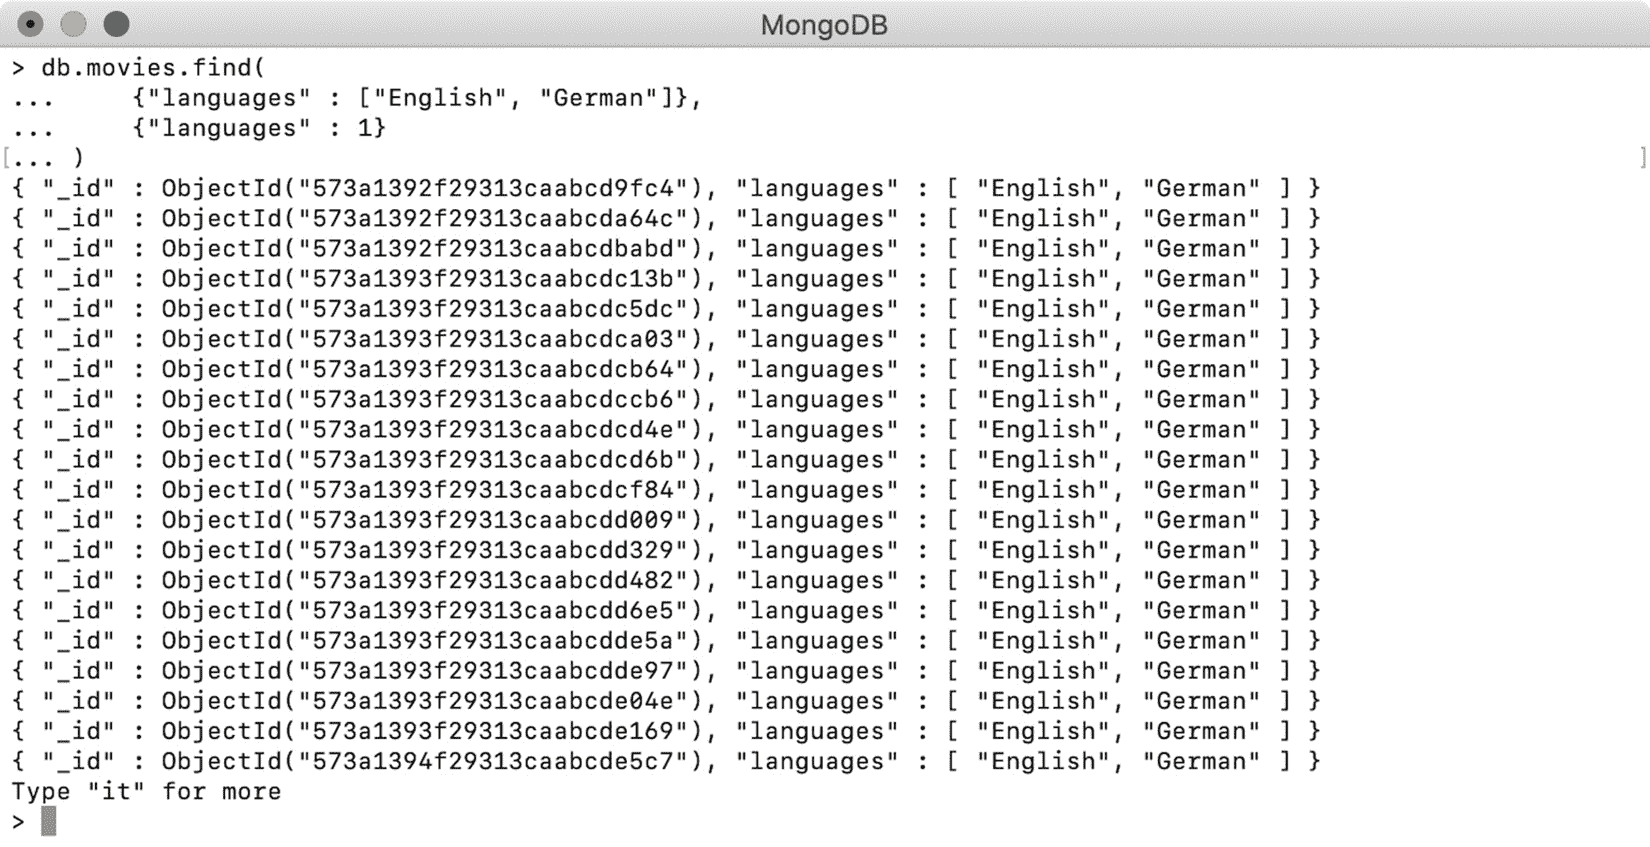 MongoDB
> db.movies.find(
...     {"languages" : ["English", "German"]},
...     {"languages" : 1}
[... )                                                                                                       ]
{ "_id" : ObjectId("573a1392f29313caabcd9fc4"), "languages" : [ "English", "German" ] }
{ "_id" : ObjectId("573a1392f29313caabcda64c"), "languages" : [ "English", "German" ] }
{ "_id" : ObjectId("573a1392f29313caabcdbabd"), "languages" : [ "English", "German" ] }
{ "_id" : ObjectId("573a1393f29313caabcdc13b"), "languages" : [ "English", "German" ] }
{ "_id" : ObjectId("573a1393f29313caabcdc5dc"), "languages" : [ "English", "German" ] }
{ "_id" : ObjectId("573a1393f29313caabcdca03"), "languages" : [ "English", "German" ] }
{ "_id" : ObjectId("573a1393f29313caabcdcb64"), "languages" : [ "English", "German" ] }
{ "_id" : ObjectId("573a1393f29313caabcdccb6"), "languages" : [ "English", "German" ] }
{ "_id" : ObjectId("573a1393f29313caabcdcd4e"), "languages" : [ "English", "German" ] }
{ "_id" : ObjectId("573a1393f29313caabcdcd6b"), "languages" : [ "English", "German" ] }
{ "_id" : ObjectId("573a1393f29313caabcdcf84"), "languages" : [ "English", "German" ] }
{ "_id" : ObjectId("573a1393f29313caabcdd009"), "languages" : [ "English", "German" ] }
{ "_id" : ObjectId("573a1393f29313caabcdd329"), "languages" : [ "English", "German" ] }
{ "_id" : ObjectId("573a1393f29313caabcdd482"), "languages" : [ "English", "German" ] }
{ "_id" : ObjectId("573a1393f29313caabcdd6e5"), "languages" : [ "English", "German" ] }
{ "_id" : ObjectId("573a1393f29313caabcdde5a"), "languages" : [ "English", "German" ] }
{ "_id" : ObjectId("573a1393f29313caabcdde97"), "languages" : [ "English", "German" ] }
{ "_id" : ObjectId("573a1393f29313caabcde04e"), "languages" : [ "English", "German" ] }
{ "_id" : ObjectId("573a1393f29313caabcde169"), "languages" : [ "English", "German" ] }
{ "_id" : ObjectId("573a1394f29313caabcde5c7"), "languages" : [ "English", "German" ] }
Type "it" for more
>